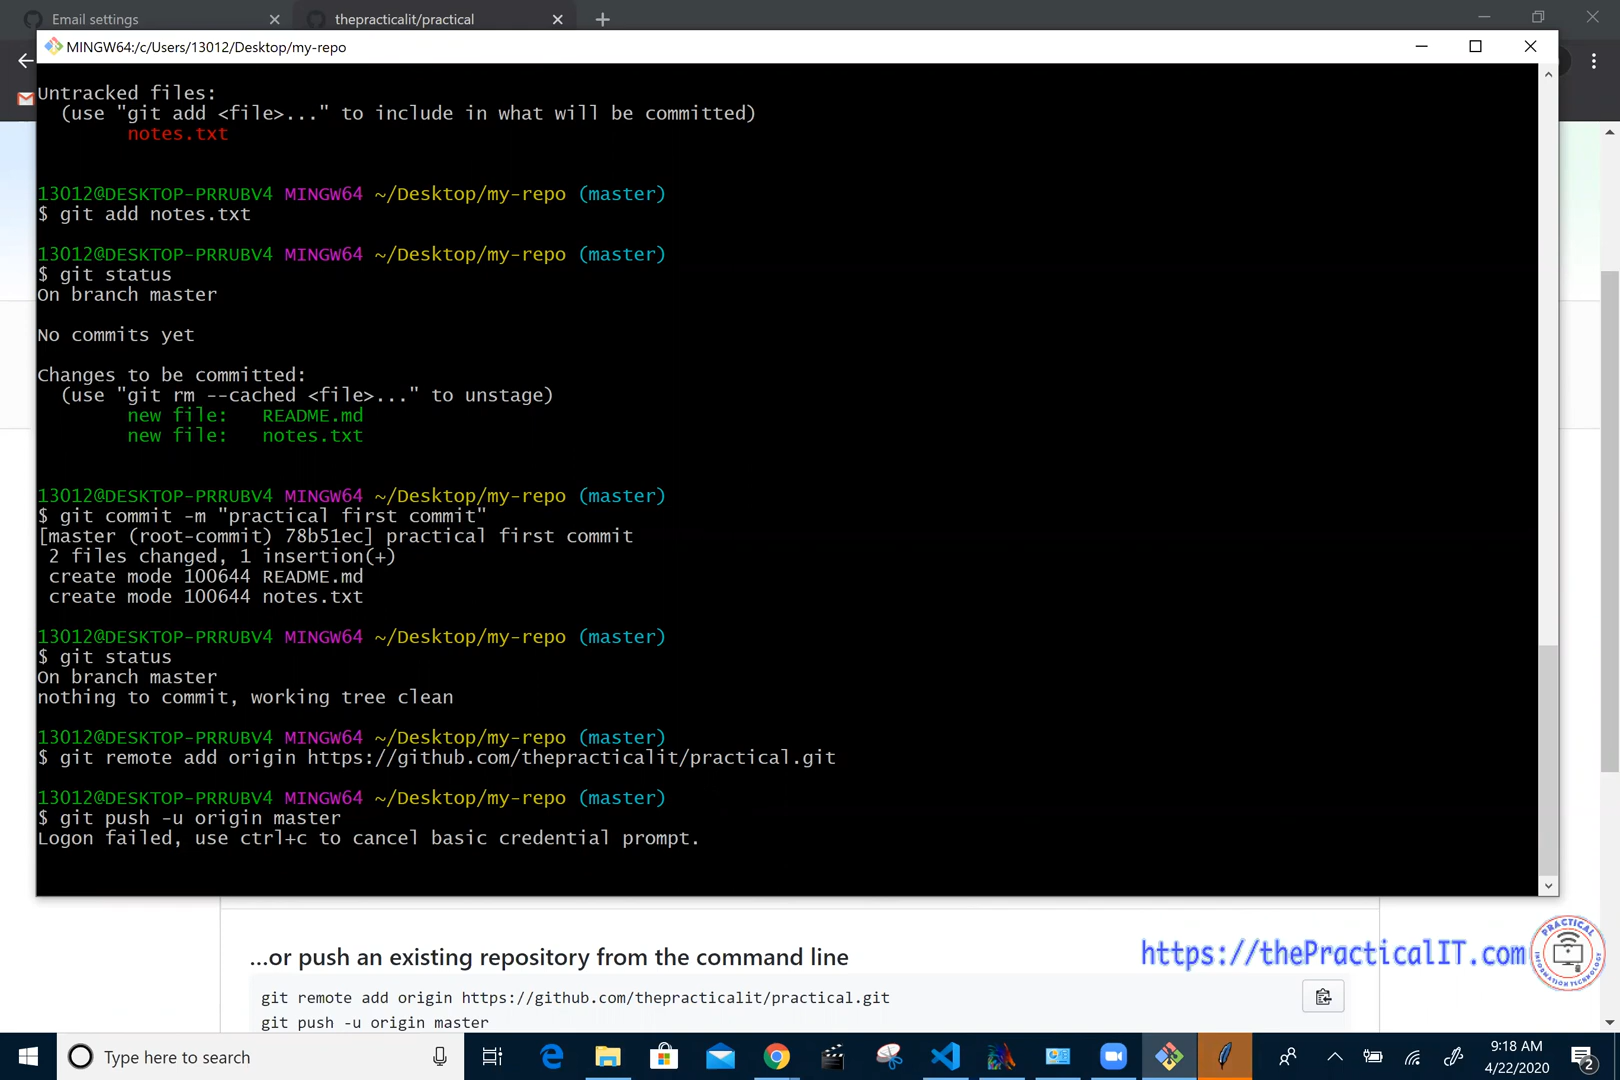 Email settings
thepracticalit/practical
MINGW64:/c/Users/13012/Desktop/my-repo
Untracked files:
(use "git add <file>..." to include in what will be committed)
notes.txt
13012@DESKTOP-PRRUBV4 MINGW64 ~/Desktop/my-repo (master)
$ git add notes.txt
13012@DESKTOP-PRRUBV4 MINGW64 ~/Desktop/my-repo (master)
$ git status
On branch master
No commits yet
Changes to be committed:
(use "git rm --cached <file>..." to unstage)
new file:   README.md
new file:   notes.txt
13012@DESKTOP-PRRUBV4 MINGW64 ~/Desktop/my-repo (master)
$ git commit -m "practical first commit"
[master (root-commit) 78b51ec] practical first commit
2 files changed, 1 insertion(+)
create mode 100644 README.md
create mode 100644 notes.txt
13012@DESKTOP-PRRUBV4 MINGW64 ~/Desktop/my-repo (master)
$ git status
On branch master
nothing to commit, working tree clean
13012@DESKTOP-PRRUBV4 MINGW64 ~/Desktop/my-repo (master)
$ git remote add origin https://github.com/thepracticalit/practical.git
13012@DESKTOP-PRRUBV4 MINGW64 ~/Desktop/my-repo (master)
$ git push -u origin master
Logon failed, use ctrl+c to cancel basic credential prompt.
...or push an existing repository from the command line
https://thePracticalIT.com
PRACTICAL
INFORMATION TECHNOLOGY
git remote add origin https://github.com/thepracticalit/practical.git
git push -u origin master
Type here to search
9:18 AM
4/22/2020
2